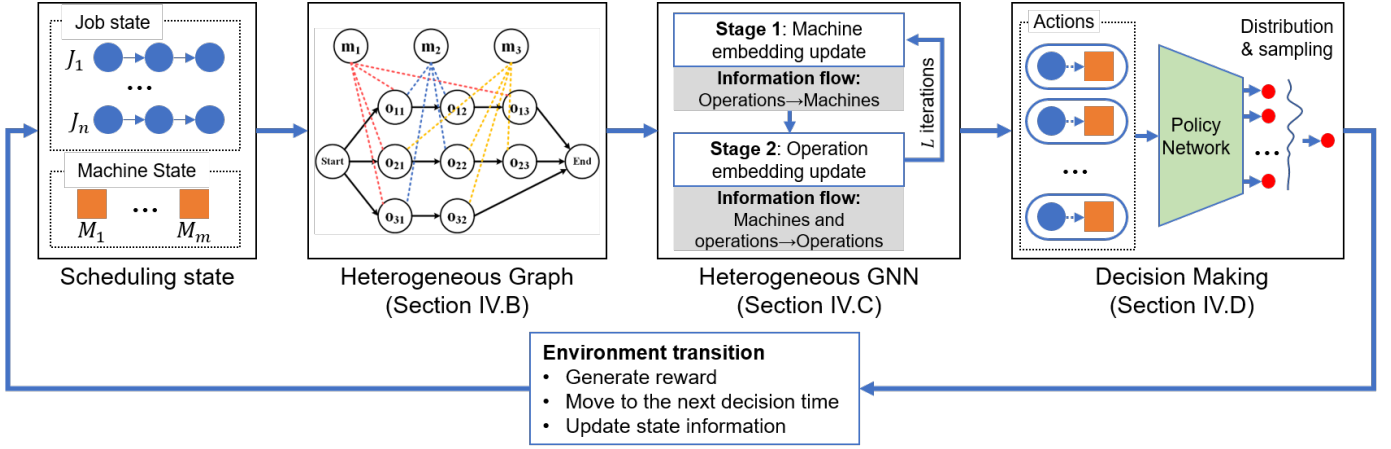 Job state
J1
...
Jn
Machine State
...
M1
Mm
Scheduling state
m1
m2
m3
o11
o12
o13
Start
o21
o22
o23
End
o31
o32
Heterogeneous Graph
(Section IV.B)
Stage 1: Machine
embedding update
Information flow:
Operations→Machines
Stage 2: Operation
embedding update
Information flow:
Machines and
operations→Operations
L iterations
Heterogeneous GNN
(Section IV.C)
Actions
...
Policy
Network
Distribution
& sampling
...
Decision Making
(Section IV.D)
Environment transition
• Generate reward
• Move to the next decision time
• Update state information